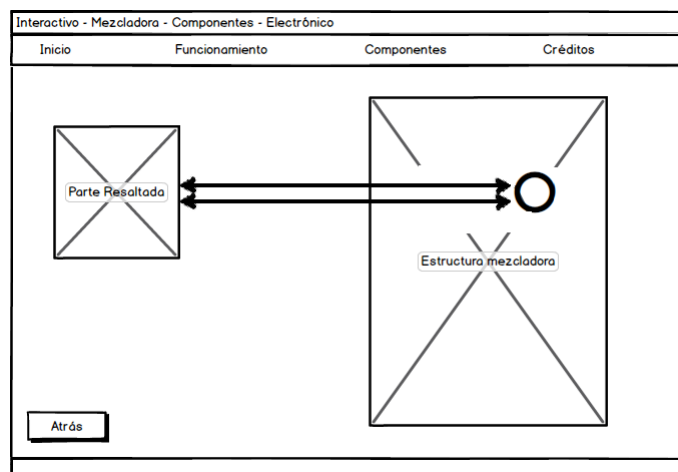 Interactivo - Mezcladora - Componentes - Electrónico
Inicio Funcionamiento Componentes Créditos
Parte Resaltada
Estructura mezcladora
Atrás